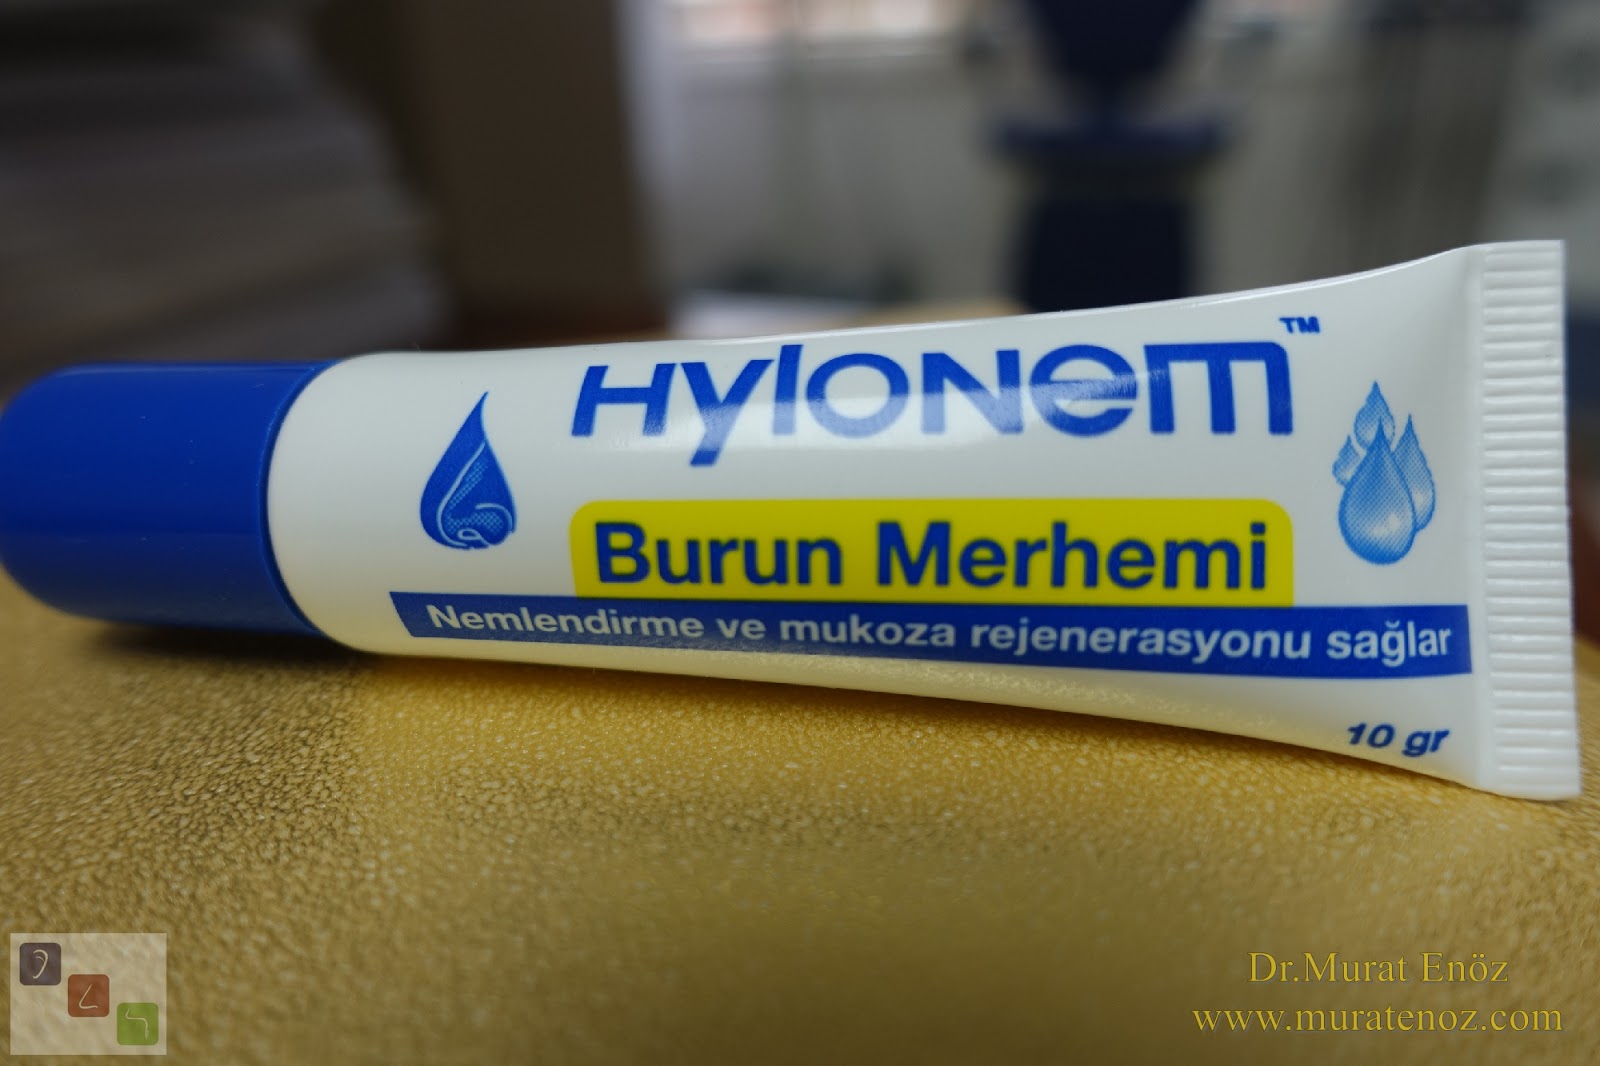 Hylonem™
Burun Merhemi
Nemlendirme ve mukoza rejenerasyonu sağlar
10 gr
Dr.Murat Enöz
www.muratenoz.com